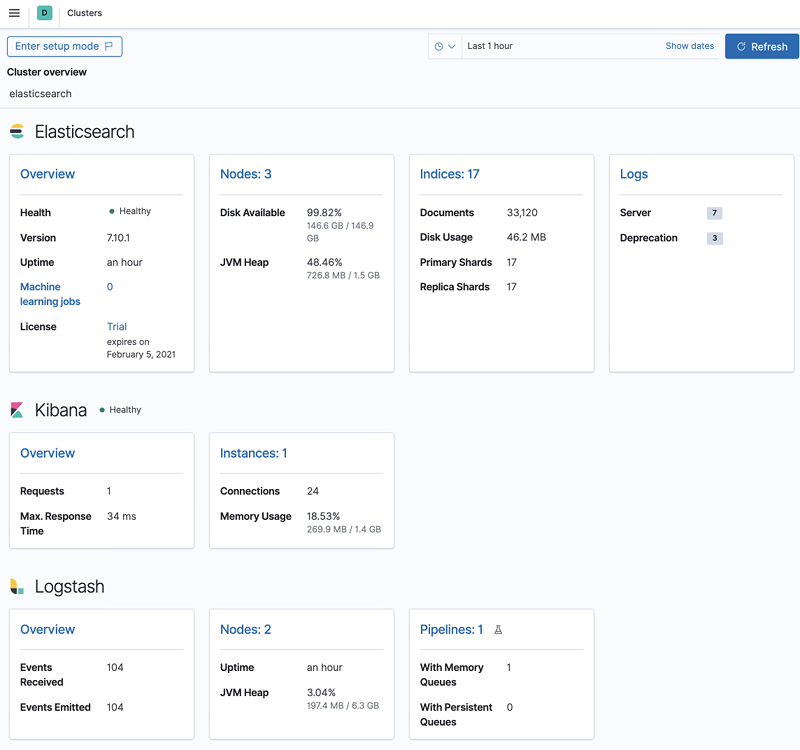 D Clusters
Enter setup mode
Last 1 hour
Show dates
Refresh
Cluster overview
elasticsearch
Elasticsearch
Overview
Health Healthy
Version 7.10.1
Uptime an hour
Machine
learning jobs 0
License Trial
expires on
February 5, 2021
Nodes: 3
Disk Available 99.82%
146.6 GB / 146.9
GB
JVM Heap 48.46%
726.8 MB / 1.5 GB
Indices: 17
Documents 33,120
Disk Usage 46.2 MB
Primary Shards 17
Replica Shards 17
Logs
Server 7
Deprecation 3
Kibana Healthy
Overview
Requests 1
Max. Response 34 ms
Time
Instances: 1
Connections 24
Memory Usage 18.53%
269.9 MB / 1.4 GB
Logstash
Overview
Events 104
Received
Events Emitted 104
Nodes: 2
Uptime an hour
JVM Heap 3.04%
197.4 MB / 6.3 GB
Pipelines: 1
With Memory 1
Queues
With Persistent 0
Queues